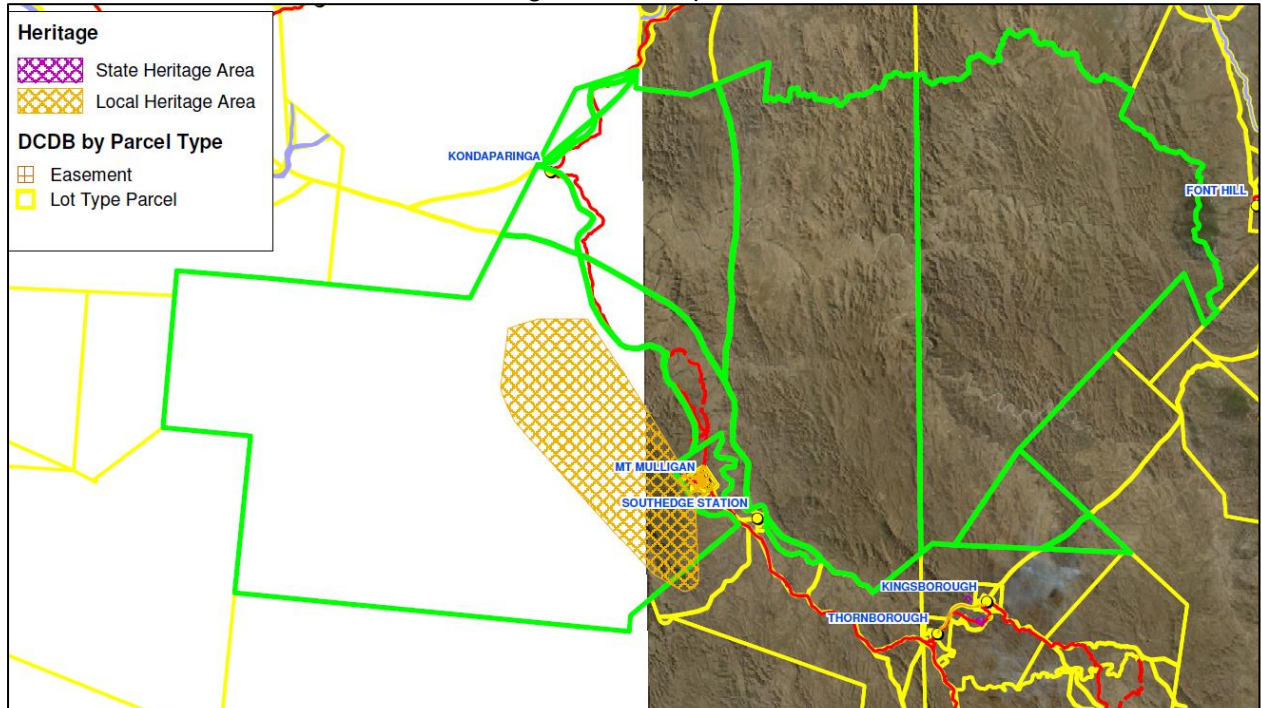 Heritage
State Heritage Area
Local Heritage Area
DCDB by Parcel Type
Easement
Lot Type Parcel
KONDAPARINGA
FONT HILL
MT MULLIGAN
SOUTHEDGE STATION
KINGSBOROUGH
THORNBOROUGH